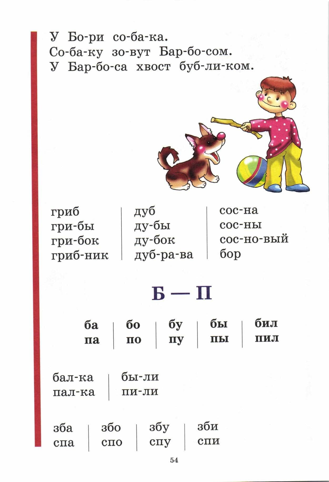 У Бо-ри со-ба-ка.
Со-ба-ку зо-вут Бар-бо-сом.
У Бар-бо-са хвост буб-ли-ком.
гриб дуб сос-на
гри-бы ду-бы сос-ны
гри-бок ду-бок сос-но-вый
гриб-ник дуб-ра-ва бор
Б — П
ба бо бу бы бил
па по пу пы пил
бал-ка бы-ли
пал-ка пи-ли
зба збо збу зби
спа спо спу спи
54